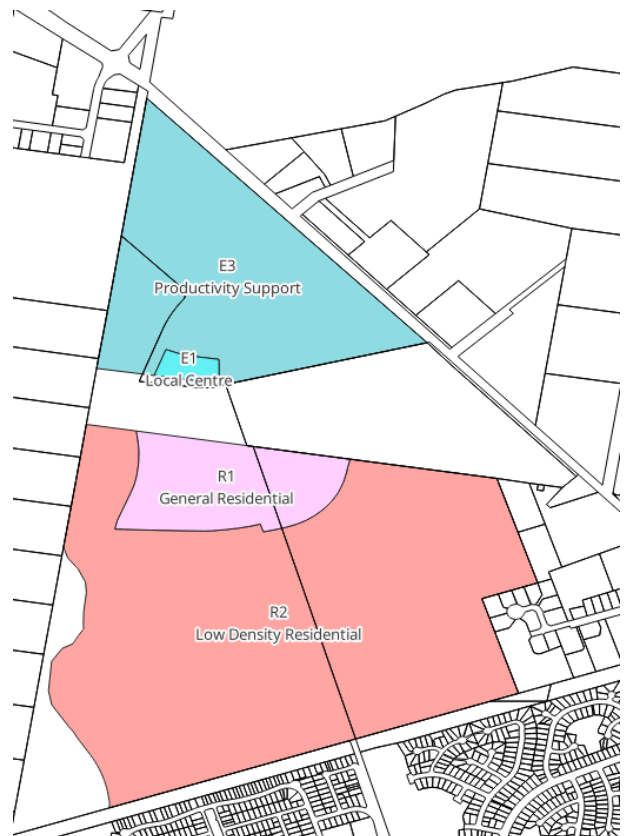 E3
Productivity Support
E1
Local Centre
R1
General Residential
R2
Low Density Residential